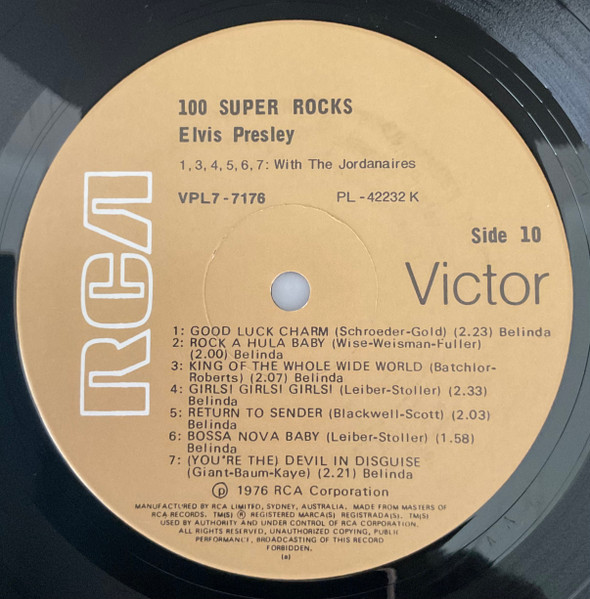 100 SUPER ROCKS
Elvis Presley
1,3,4,5,6,7: With The Jordanaires
VPL7-7176 PL-42232 K
Side 10
RCA
Victor
1: GOOD LUCK CHARM (Schroeder-Gold) (2.23) Belinda
2: ROCK A HULA BABY (Wise-Weisman-Fuller)
(2.00) Belinda
3: KING OF THE WHOLE WIDE WORLD (Batchlor-
Roberts) (2.07) Belinda
4: GIRLS! GIRLS! GIRLS! (Leiber-Stoller) (2.33)
Belinda
5: RETURN TO SENDER (Blackwell-Scott) (2.03)
Belinda
6: BOSSA NOVA BABY (Leiber-Stoller) (1.58)
Belinda
7: (YOU'RE THE) DEVIL IN DISGUISE
(Giant-Baum-Kaye) (2.21) Belinda
℗ 1976 RCA Corporation
MANUFACTURED BY RCA LIMITED, SYDNEY, AUSTRALIA. MADE FROM MASTERS OF
RCA RECORDS. TM(S) ® REGISTERED MARCA(S) REGISTRADA(S). TM(S)
USED BY AUTHORITY AND UNDER CONTROL OF RCA CORPORATION.
ALL RIGHTS RESERVED, UNAUTHORIZED COPYING, PUBLIC
PERFORMANCE, BROADCASTING OF THIS RECORD
FORBIDDEN.
(a)